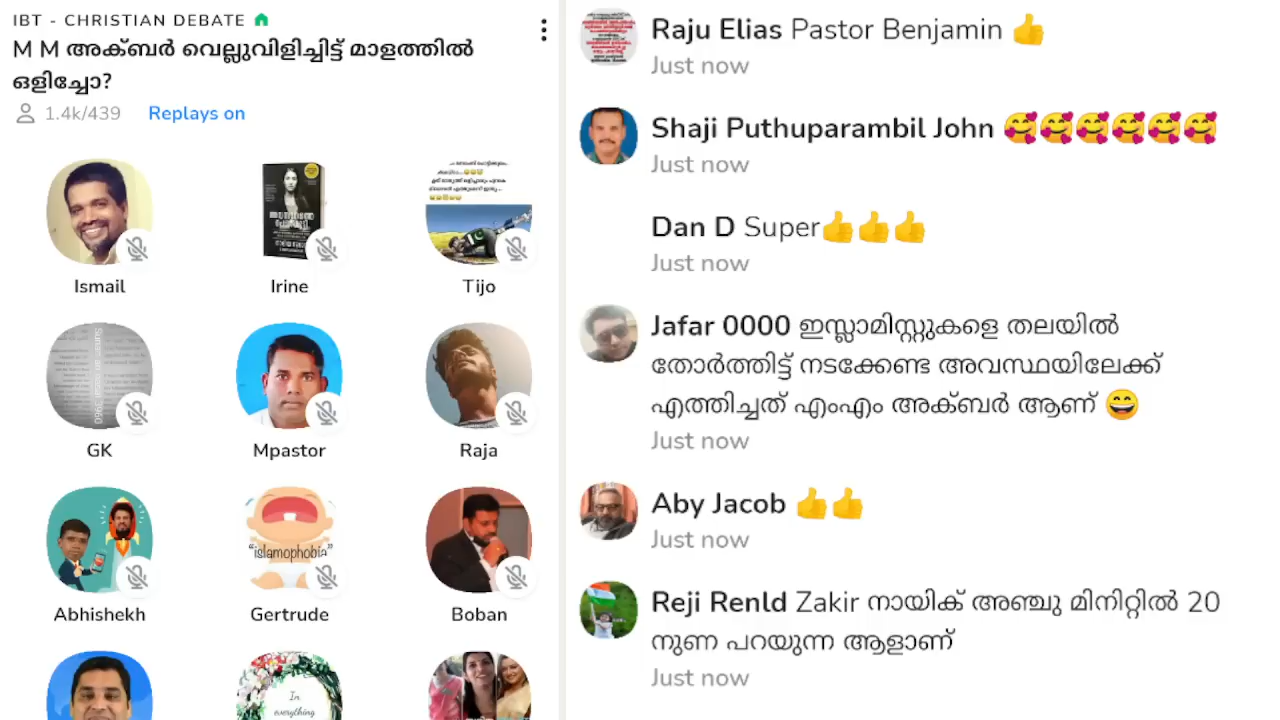 IBT - CHRISTIAN DEBATE
M M അക്ബർ വെല്ലുവിളിച്ചിട്ട് മാളത്തിൽ
ഒളിച്ചോ?
1.4k/439 Replays on
Ismail
Irine
Tijo
GK
Mpastor
Raja
"islamophobia"
Abhishekh
Gertrude
Boban
In
everything
Raju Elias Pastor Benjamin 👍
Just now
Shaji Puthuparambil John 🥰🥰🥰🥰🥰🥰
Just now
Dan D Super👍👍👍
Just now
Jafar 0000 ഇസ്ലാമിസ്റ്റുകളെ തലയിൽ
തോർത്തിട്ട് നടക്കേണ്ട അവസ്ഥയിലേക്ക്
എത്തിച്ചത് എംഎം അക്ബർ ആണ് 😄
Just now
Aby Jacob 👍👍
Just now
Reji Renld Zakir നായിക് അഞ്ചു മിനിറ്റിൽ 20
നുണ പറയുന്ന ആളാണ്
Just now